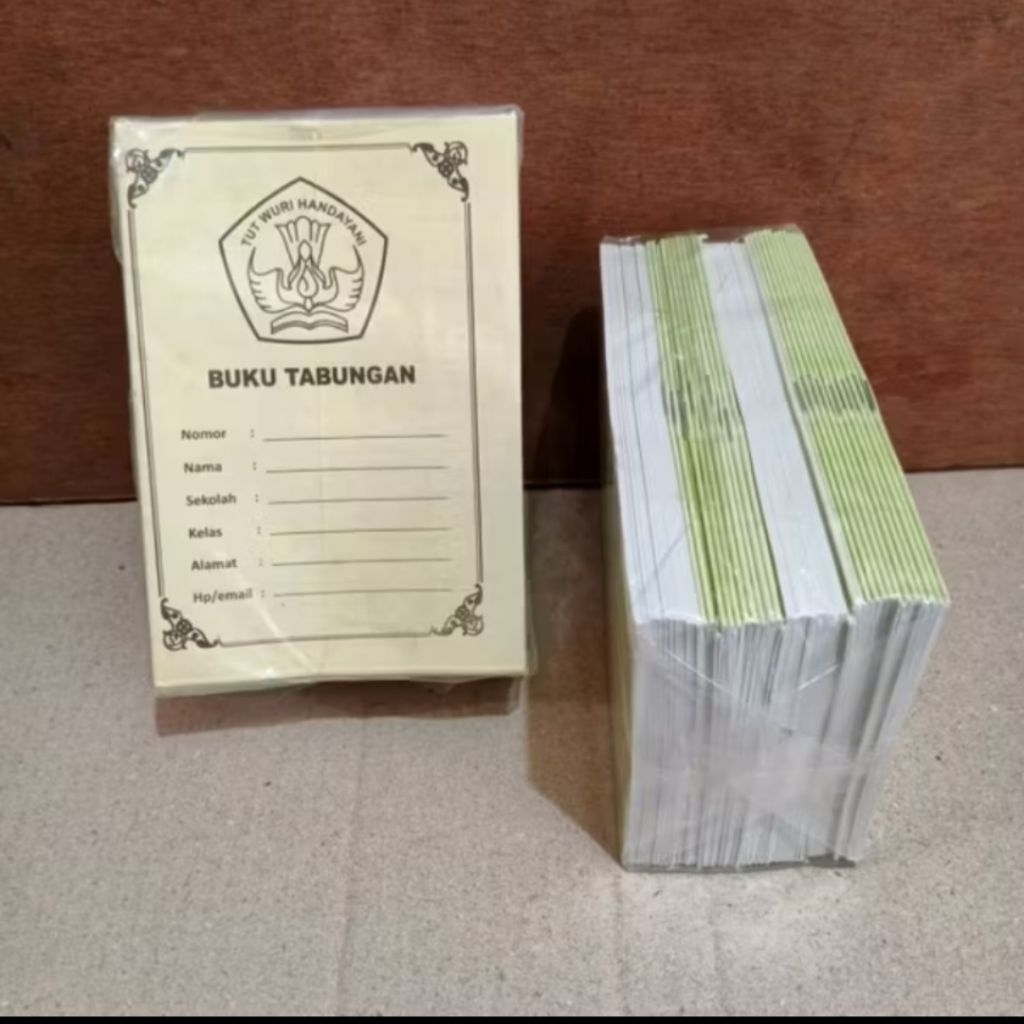 TUT WURI HANDAYANI
BUKU TABUNGAN
Nomor :
Nama :
Sekolah :
Kelas :
Alamat :
Hp/email :